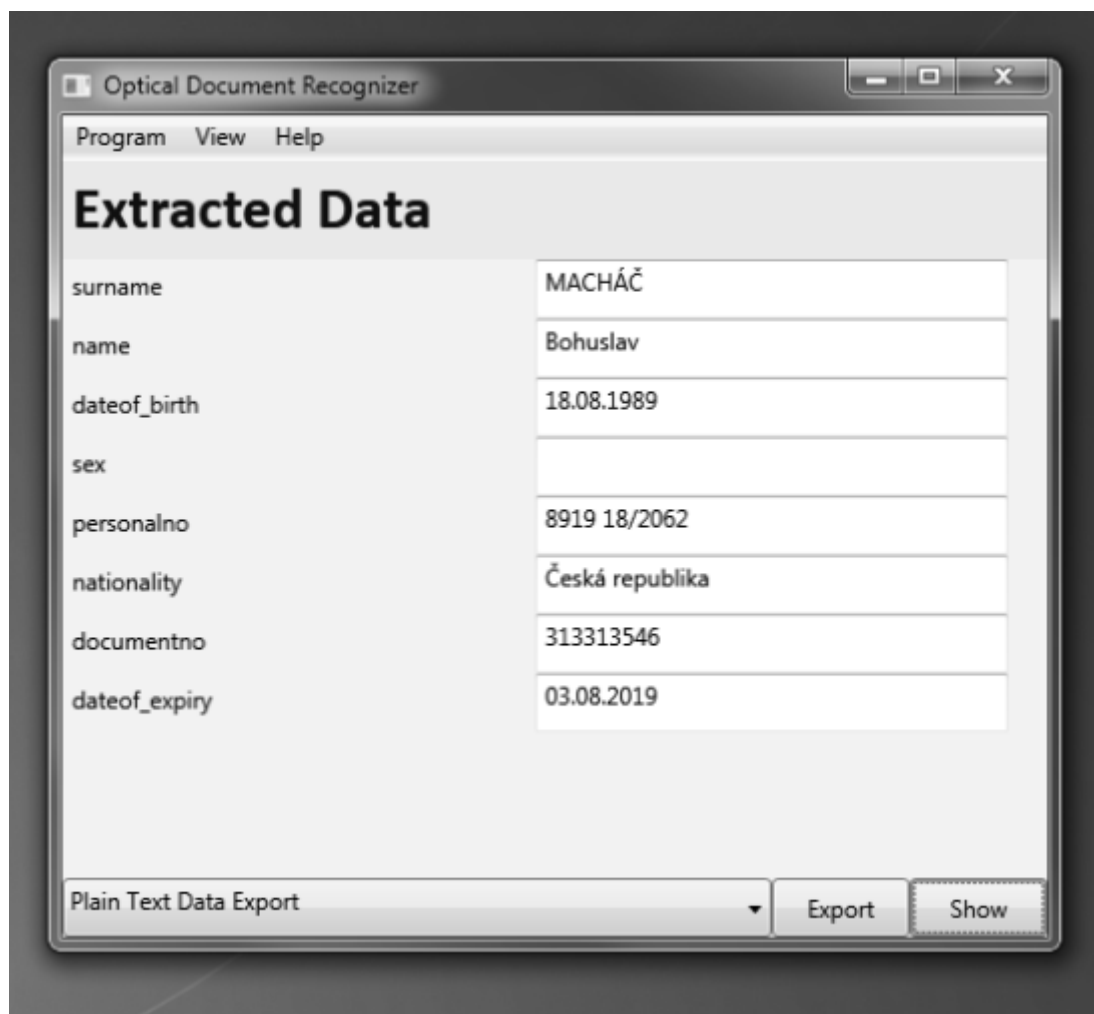 Optical Document Recognizer
Program View Help
Extracted Data
surname MACHÁČ
name Bohuslav
dateof_birth 18.08.1989
sex
personalno 8919 18/2062
nationality Česká republika
documentno 313313546
dateof_expiry 03.08.2019
Plain Text Data Export Export Show